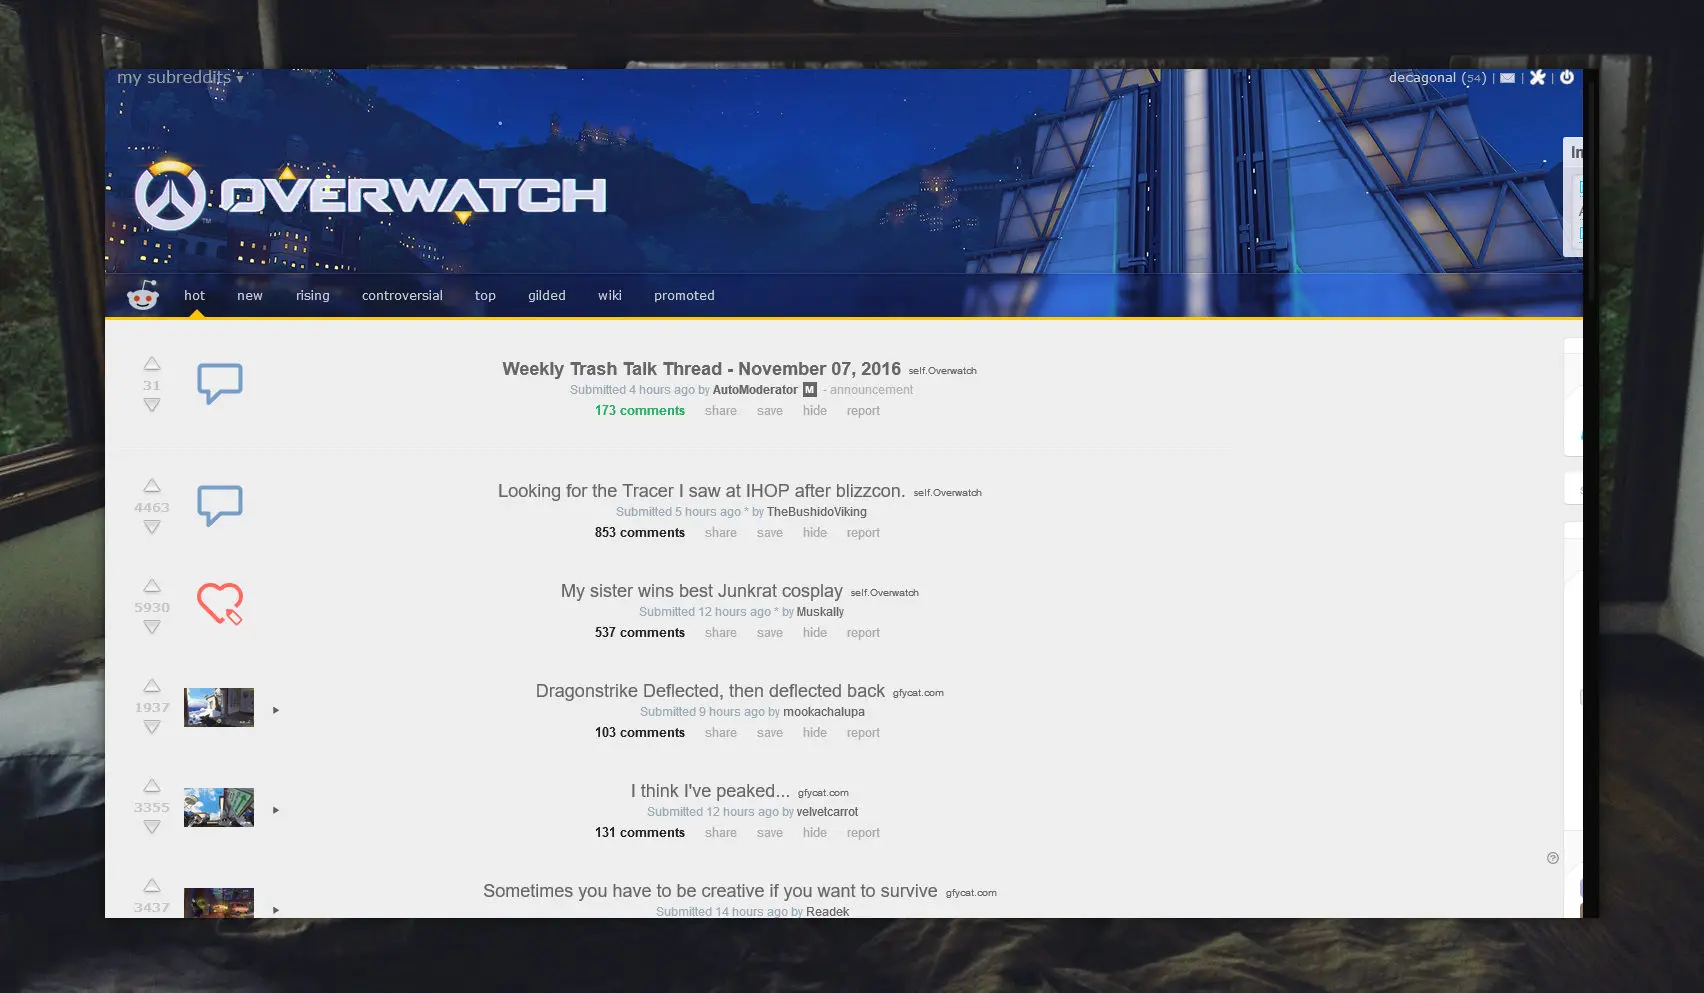 my subreddits ▾
decagonal (54) | | |
OVERWATCH™
hot new rising controversial top gilded wiki promoted
31
Weekly Trash Talk Thread - November 07, 2016 self.Overwatch
Submitted 4 hours ago by AutoModerator M - announcement
173 comments share save hide report
4463
Looking for the Tracer I saw at IHOP after blizzcon. self.Overwatch
Submitted 5 hours ago * by TheBushidoViking
853 comments share save hide report
5930
My sister wins best Junkrat cosplay self.Overwatch
Submitted 12 hours ago * by Muskally
537 comments share save hide report
1937
Dragonstrike Deflected, then deflected back gfycat.com
Submitted 9 hours ago by mookachalupa
103 comments share save hide report
3355
I think I've peaked... gfycat.com
Submitted 12 hours ago by velvetcarrot
131 comments share save hide report
3437
Sometimes you have to be creative if you want to survive gfycat.com
Submitted 14 hours ago by Readek